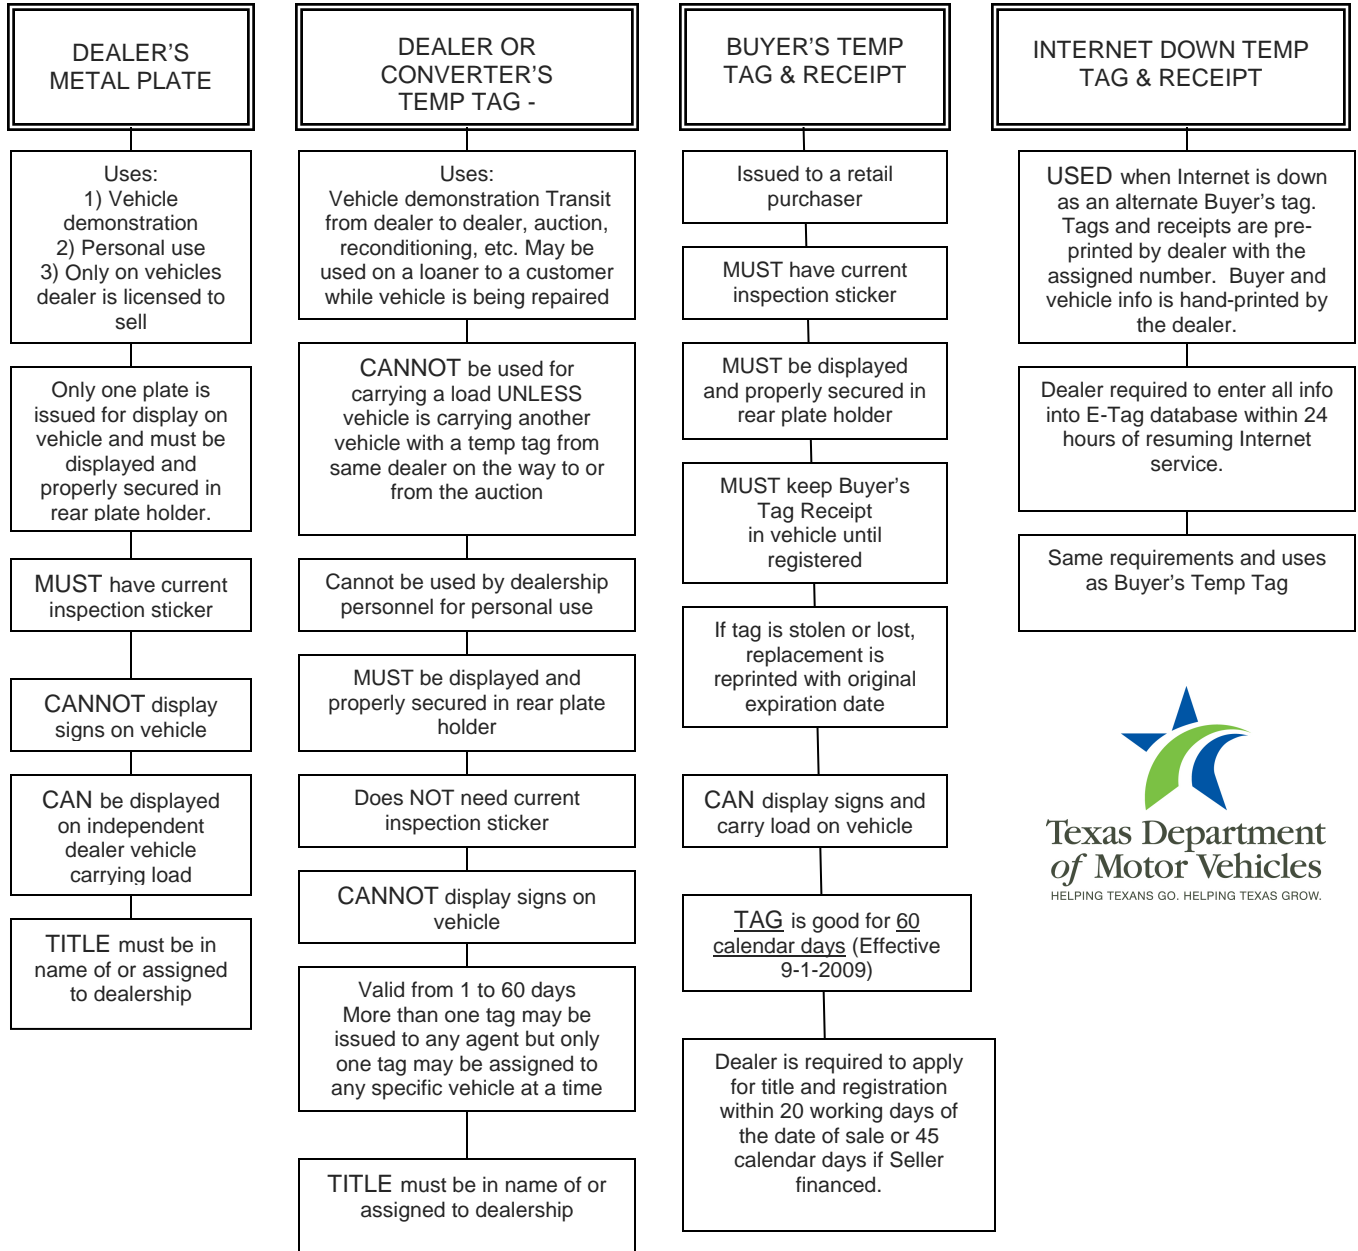 DEALER'S
METAL PLATE
Uses:
1) Vehicle
demonstration
2) Personal use
3) Only on vehicles
dealer is licensed to
sell
Only one plate is
issued for display on
vehicle and must be
displayed and
properly secured in
rear plate holder.
MUST have current
inspection sticker
CANNOT display
signs on vehicle
CAN be displayed
on independent
dealer vehicle
carrying load
TITLE must be in
name of or assigned
to dealership
DEALER OR
CONVERTER'S
TEMP TAG -
Uses:
Vehicle demonstration Transit
from dealer to dealer, auction,
reconditioning, etc. May be
used on a loaner to a customer
while vehicle is being repaired
CANNOT be used for
carrying a load UNLESS
vehicle is carrying another
vehicle with a temp tag from
same dealer on the way to or
from the auction
Cannot be used by dealership
personnel for personal use
MUST be displayed and
properly secured in rear plate
holder
Does NOT need current
inspection sticker
CANNOT display signs on
vehicle
Valid from 1 to 60 days
More than one tag may be
issued to any agent but only
one tag may be assigned to
any specific vehicle at a time
TITLE must be in name of or
assigned to dealership
BUYER'S TEMP
TAG & RECEIPT
Issued to a retail
purchaser
MUST have current
inspection sticker
MUST be displayed
and properly secured in
rear plate holder
MUST keep Buyer's
Tag Receipt
in vehicle until
registered
If tag is stolen or lost,
replacement is
reprinted with original
expiration date
CAN display signs and
carry load on vehicle
TAG is good for 60
calendar days (Effective
9-1-2009)
Dealer is required to apply
for title and registration
within 20 working days of
the date of sale or 45
calendar days if Seller
financed.
INTERNET DOWN TEMP
TAG & RECEIPT
USED when Internet is down
as an alternate Buyer's tag.
Tags and receipts are pre-
printed by dealer with the
assigned number. Buyer and
vehicle info is hand-printed by
the dealer.
Dealer required to enter all info
into E-Tag database within 24
hours of resuming Internet
service.
Same requirements and uses
as Buyer's Temp Tag
Texas Department
of Motor Vehicles
HELPING TEXANS GO. HELPING TEXAS GROW.